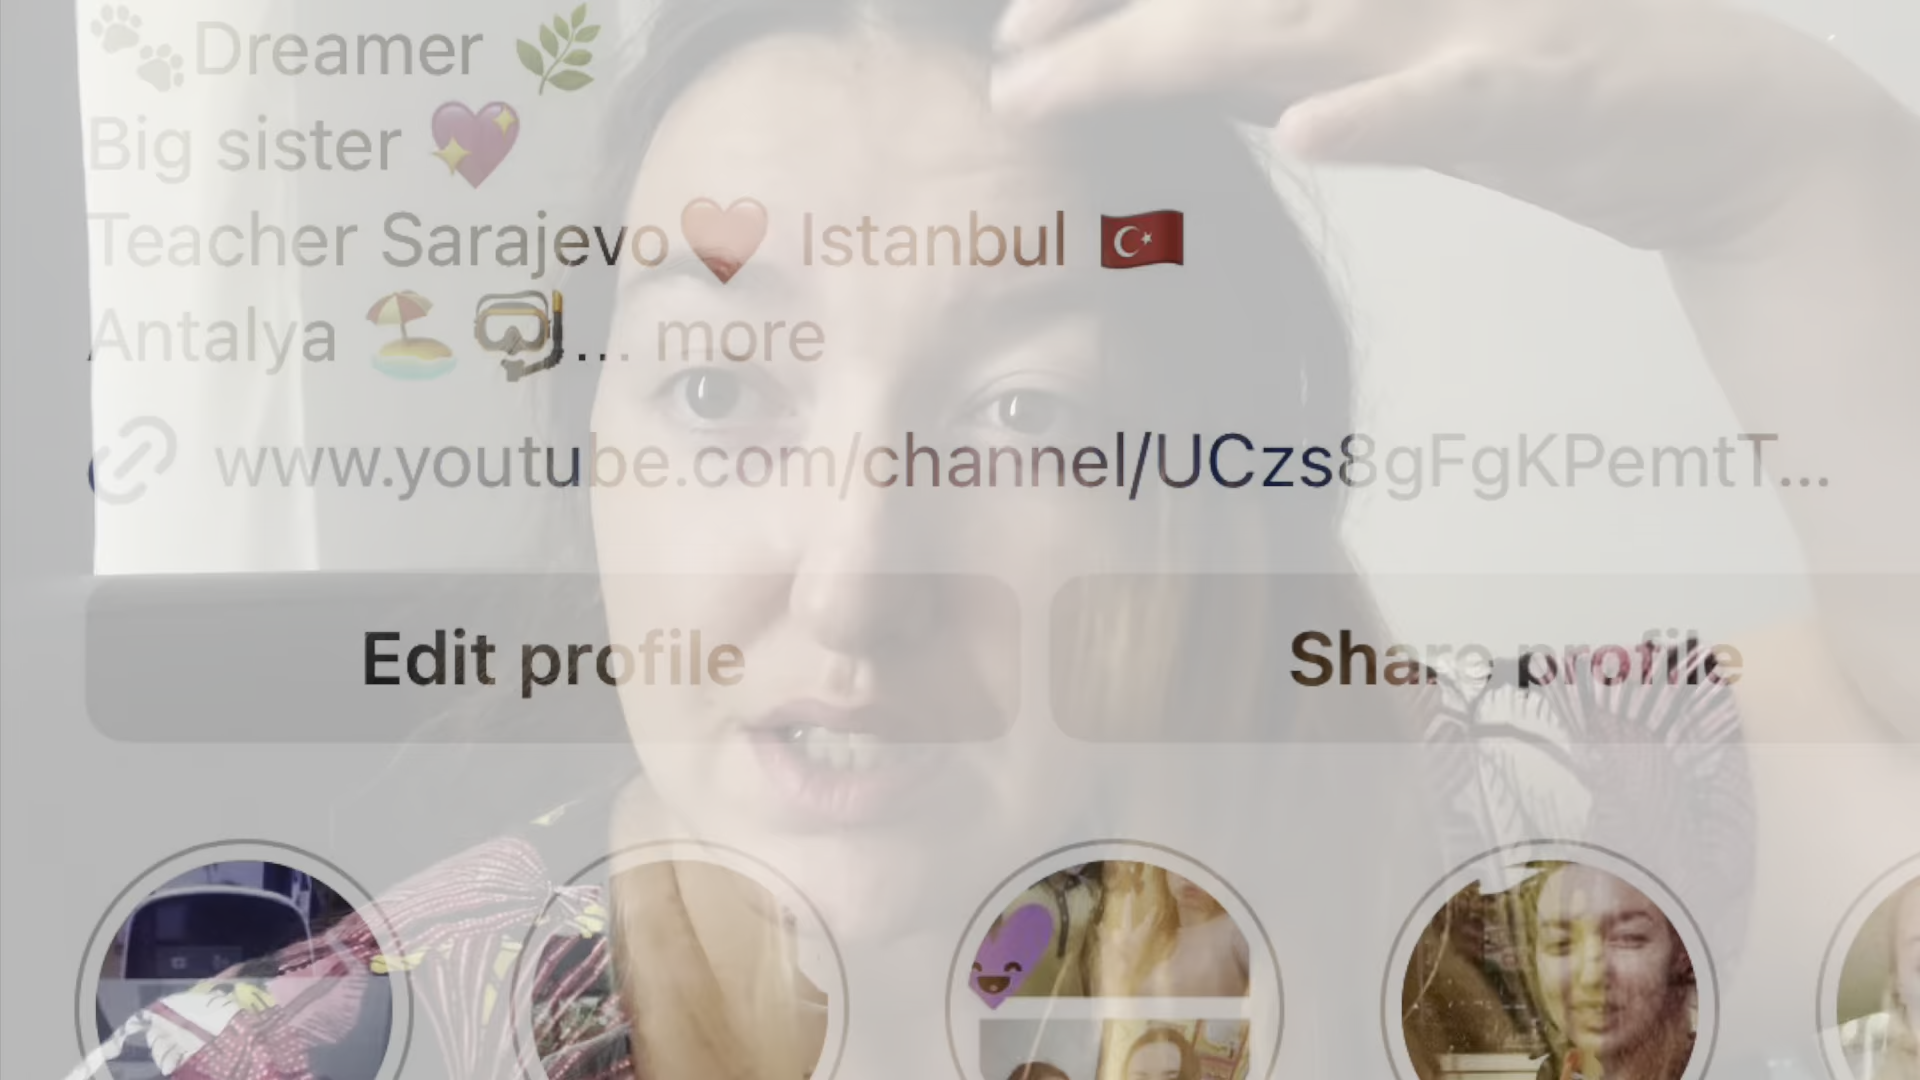 🐾Dreamer 🌿
Big sister 💖
Teacher Sarajevo❤️ Istanbul 🇹🇷
Antalya 🏖️🤿... more
www.youtube.com/channel/UCzs8gFgKPemtT...
Edit profile
Share profile